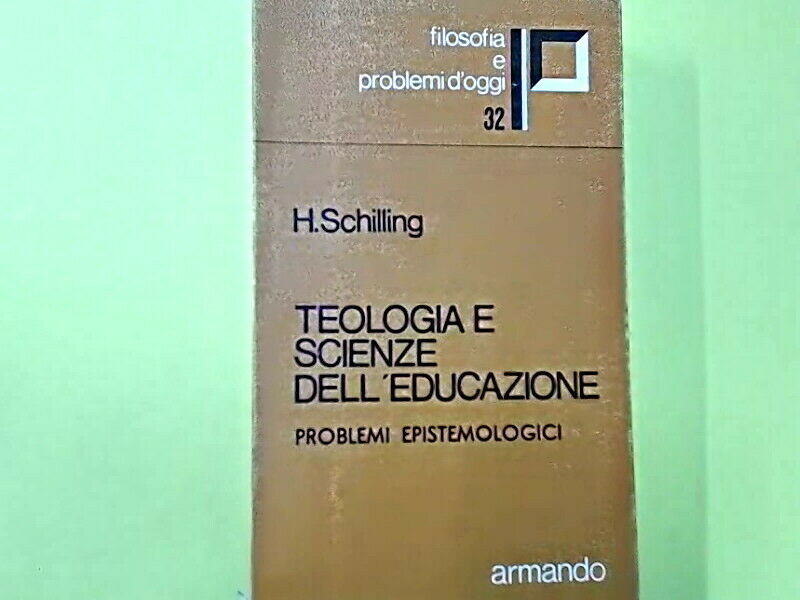 filosofia
e
problemi d'oggi
32
H.Schilling
TEOLOGIA E
SCIENZE
DELL'EDUCAZIONE
PROBLEMI EPISTEMOLOGICI
armando